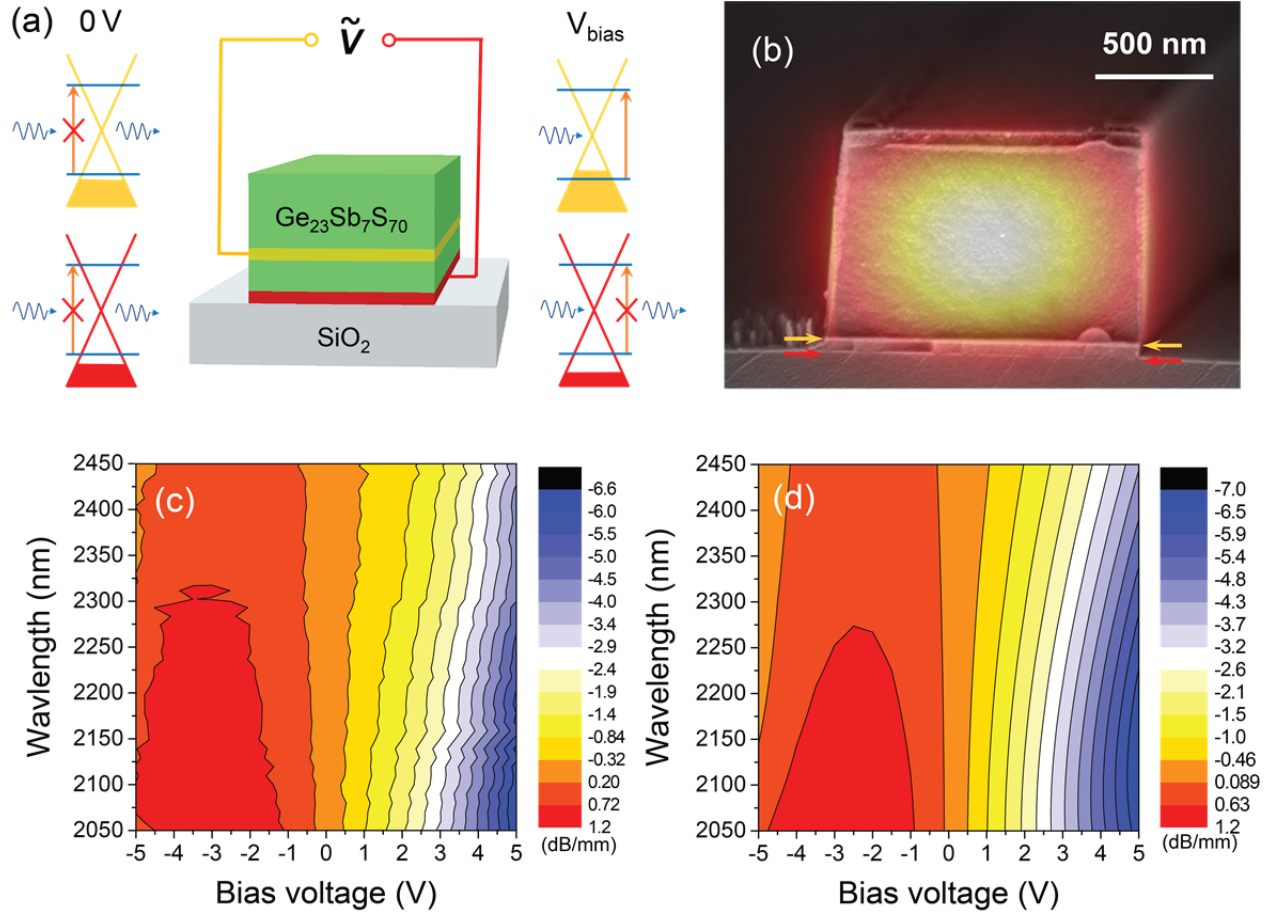 (a)
0 V
Ṽ
V_bias
Ge₂₃Sb₇S₇₀
SiO₂
(b)
500 nm
(c)
Wavlength (nm)
2450
2400
2350
2300
2250
2200
2150
2100
2050
-5 -4 -3 -2 -1 0 1 2 3 4 5
Bias voltage (V)
-6.6
-6.0
-5.5
-5.0
-4.5
-4.0
-3.4
-2.9
-2.4
-1.9
-1.4
-0.84
-0.32
0.20
0.72
1.2
(dB/mm)
(d)
Wavelength (nm)
2450
2400
2350
2300
2250
2200
2150
2100
2050
-5 -4 -3 -2 -1 0 1 2 3 4 5
Bias voltage (V)
-7.0
-6.5
-5.9
-5.4
-4.8
-4.3
-3.7
-3.2
-2.6
-2.1
-1.5
-1.0
-0.46
0.089
0.63
1.2
(dB/mm)